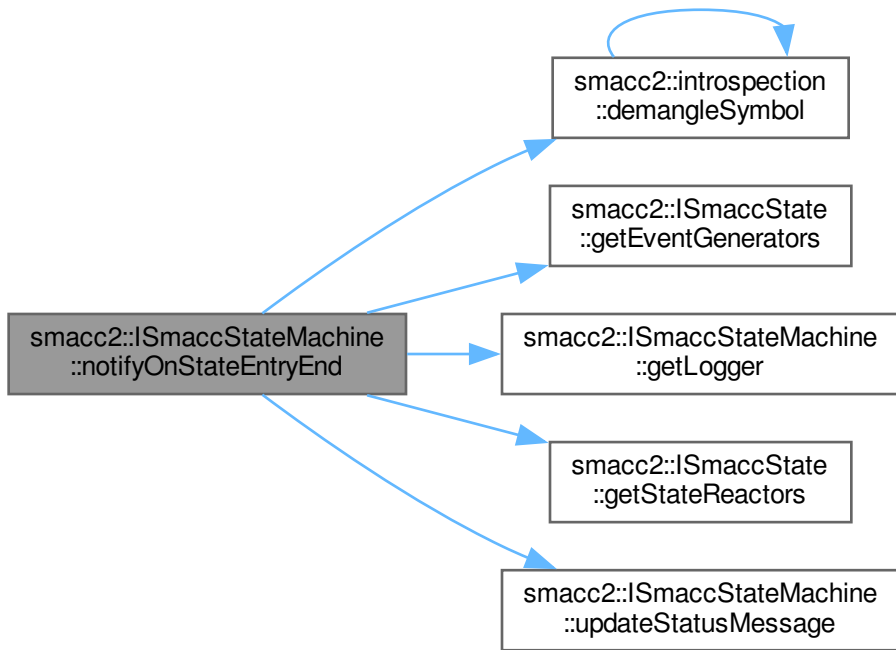 smacc2::introspection
::demangleSymbol
smacc2::ISmaccState
::getEventGenerators
smacc2::ISmaccStateMachine
::notifyOnStateEntryEnd
smacc2::ISmaccStateMachine
::getLogger
smacc2::ISmaccState
::getStateReactors
smacc2::ISmaccStateMachine
::updateStatusMessage